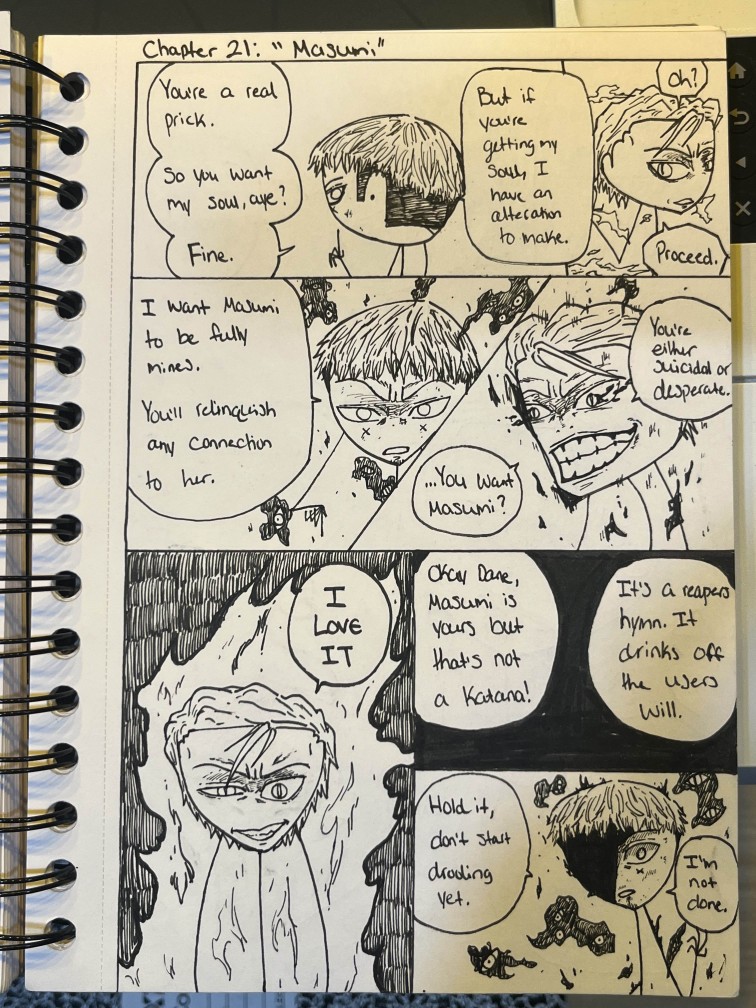 Chapter 21: "Masumi"
You're a real
prick.
So you want
my soul, aye?
Fine.
But if
you're
getting my
Soul, I
have an
alteration
to make.
Oh?
Proceed.
I want Masumi
to be fully
mines.
You'll relinquish
any connection
to her.
...You want
Masumi?
You're
either
suicidal or
desperate.
I
LOVE
IT
Okay Dane,
Masumi is
yours but
that's not
a Katana!
It's a reapers
hymn. It
drinks off
the users
Will.
Hold it,
don't start
drooling
yet.
I'm
not
done.